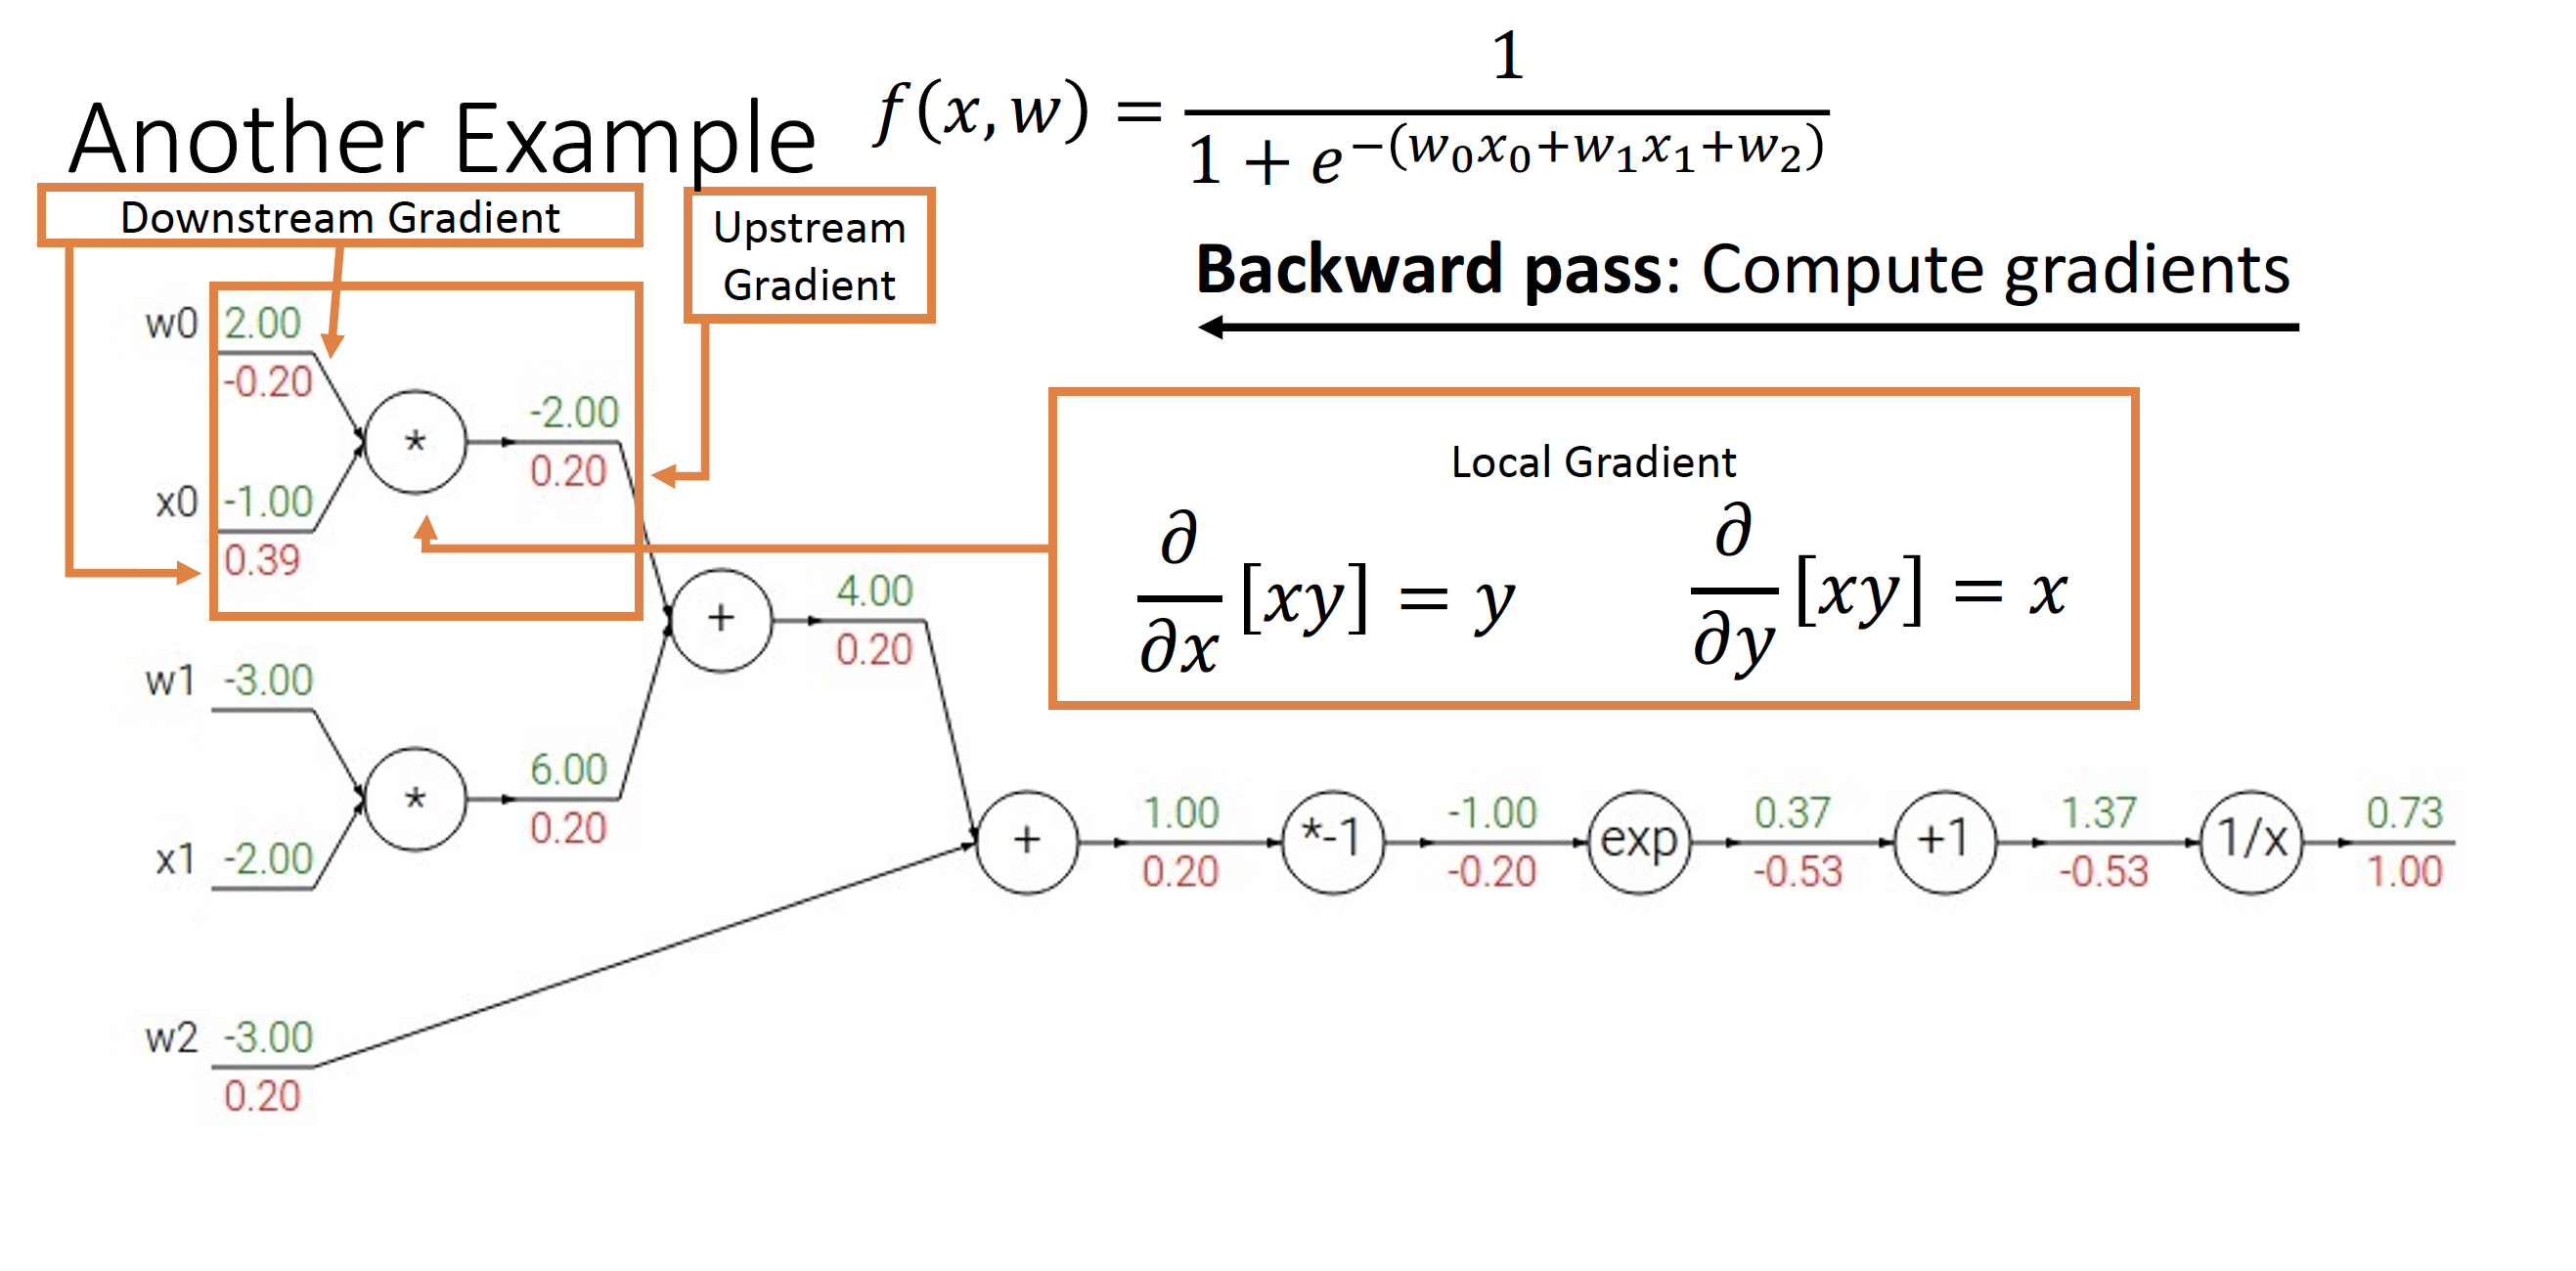 Another Example
f(x, w) = 1 / (1 + e^{-(w₀x₀+w₁x₁+w₂)})
Downstream Gradient
Upstream
Gradient
Backward pass: Compute gradients
w0 2.00
-0.20
*
-2.00
0.20
x0 -1.00
0.39
Local Gradient
∂/∂x [xy] = y
∂/∂y [xy] = x
+
4.00
0.20
w1 -3.00
*
6.00
0.20
x1 -2.00
+
1.00
0.20
*-1
-1.00
-0.20
exp
0.37
-0.53
+1
1.37
-0.53
1/x
0.73
1.00
w2 -3.00
0.20